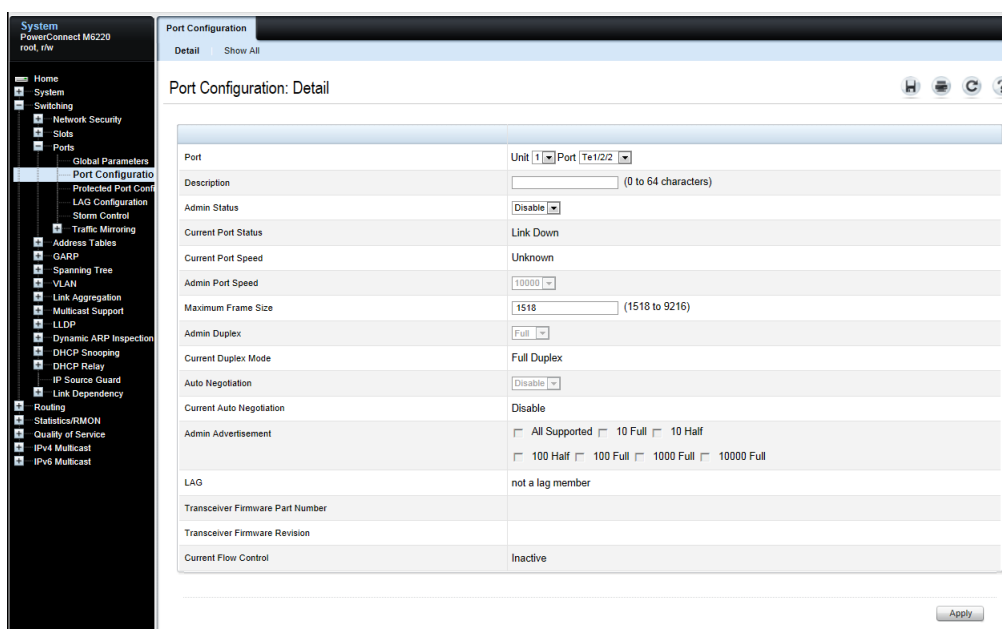 System
PowerConnect M6220
root, r/w
Home
System
Switching
Network Security
Slots
Ports
Global Parameters
Port Configuratio
Protected Port Confi
LAG Configuration
Storm Control
Traffic Mirroring
Address Tables
GARP
Spanning Tree
VLAN
Link Aggregation
Multicast Support
LLDP
Dynamic ARP Inspection
DHCP Snooping
DHCP Relay
IP Source Guard
Link Dependency
Routing
Statistics/RMON
Quality of Service
IPv4 Multicast
IPv6 Multicast
Port Configuration
Detail Show All
Port Configuration: Detail
Port Unit 1 Port Te1/2/2
Description (0 to 64 characters)
Admin Status Disable
Current Port Status Link Down
Current Port Speed Unknown
Admin Port Speed 10000
Maximum Frame Size 1518 (1518 to 9216)
Admin Duplex Full
Current Duplex Mode Full Duplex
Auto Negotiation Disable
Current Auto Negotiation Disable
Admin Advertisement All Supported 10 Full 10 Half
100 Half 100 Full 1000 Full 10000 Full
LAG not a lag member
Transceiver Firmware Part Number
Transceiver Firmware Revision
Current Flow Control Inactive
Apply